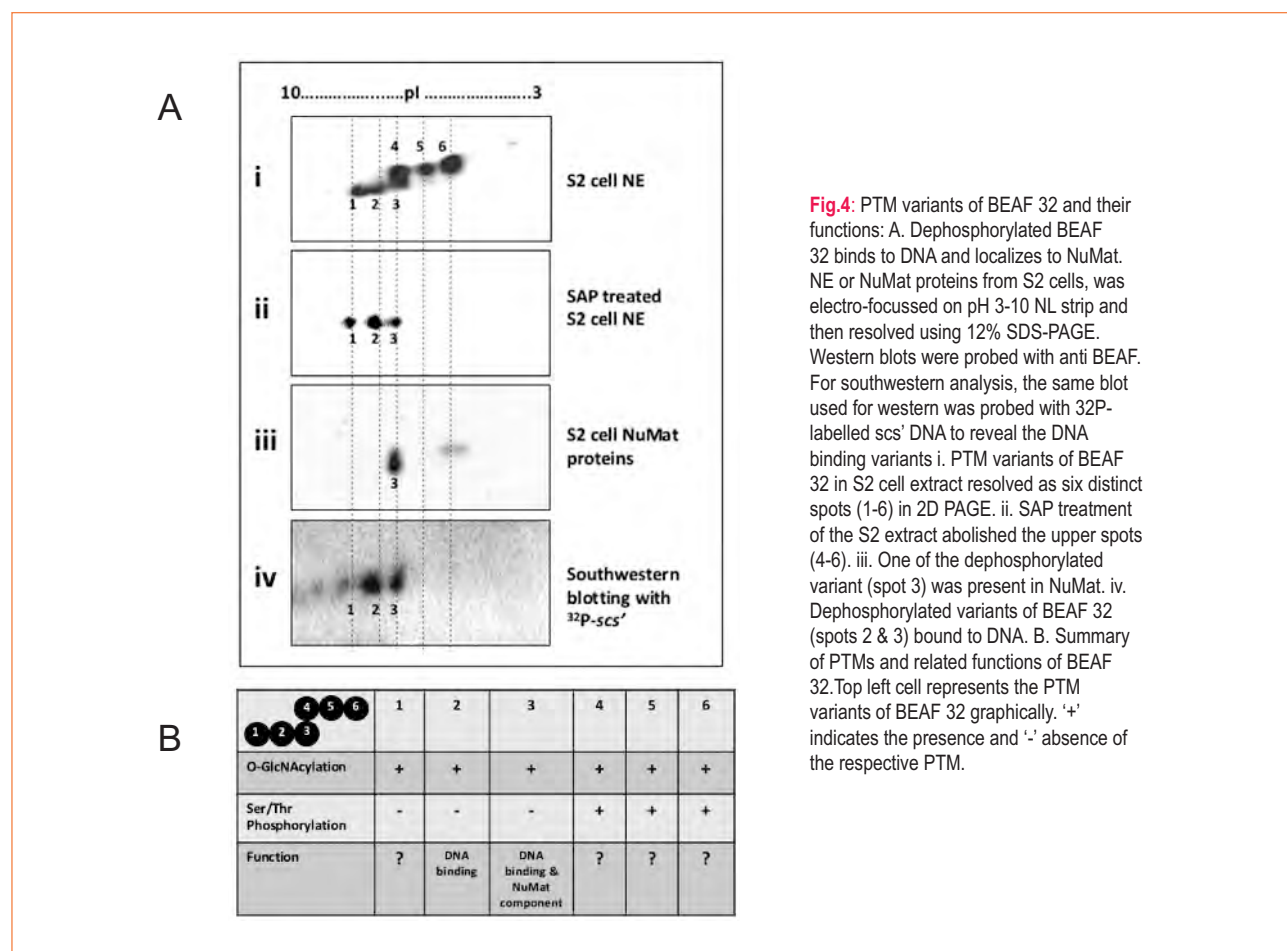 A
10..................pI......................3
i
4 5 6
1 2 3
S2 cell NE
ii
1 2 3
SAP treated
S2 cell NE
iii
3
S2 cell NuMat
proteins
iv
1 2 3
Southwestern
blotting with
³²P-scs’
B
4 5 6
1 2 3
1 2 3 4 5 6
O-GlcNAcylation + + + + + +
Ser/Thr
Phosphorylation
- - - + + +
Function ? DNA
binding
DNA
binding &
NuMat
component
? ? ?
Fig.4: PTM variants of BEAF 32 and their
functions: A. Dephosphorylated BEAF
32 binds to DNA and localizes to NuMat.
NE or NuMat proteins from S2 cells, was
electro-focussed on pH 3-10 NL strip and
then resolved using 12% SDS-PAGE.
Western blots were probed with anti BEAF.
For southwestern analysis, the same blot
used for western was probed with 32P-
labelled scs’ DNA to reveal the DNA
binding variants i. PTM variants of BEAF
32 in S2 cell extract resolved as six distinct
spots (1-6) in 2D PAGE. ii. SAP treatment
of the S2 extract abolished the upper spots
(4-6). iii. One of the dephosphorylated
variant (spot 3) was present in NuMat. iv.
Dephosphorylated variants of BEAF 32
(spots 2 & 3) bound to DNA. B. Summary
of PTMs and related functions of BEAF
32.Top left cell represents the PTM
variants of BEAF 32 graphically. ‘+’
indicates the presence and ‘-’ absence of
the respective PTM.